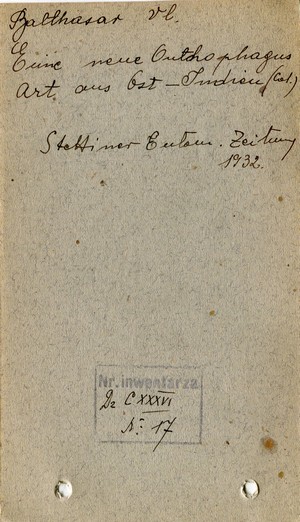 Balthasar Vl.
Eine neue Onthophagus
Art aus Ost-Indien (Col.)
Stettiner Entom. Zeitung
1932.
Nr. inwentarza
Dz CXXXVI
№ 17